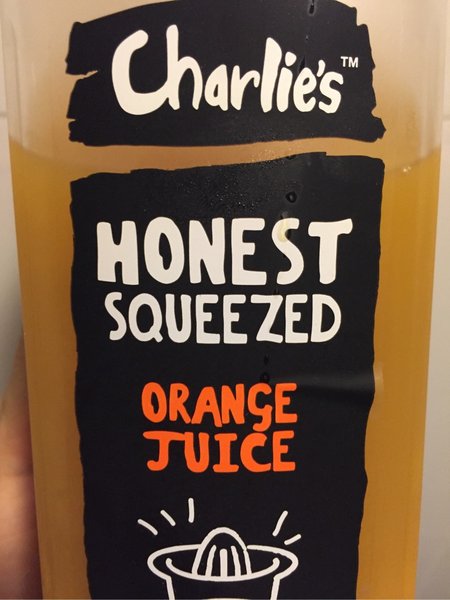 Charlie's™
HONEST
SQUEEZED
ORANGE
JUICE